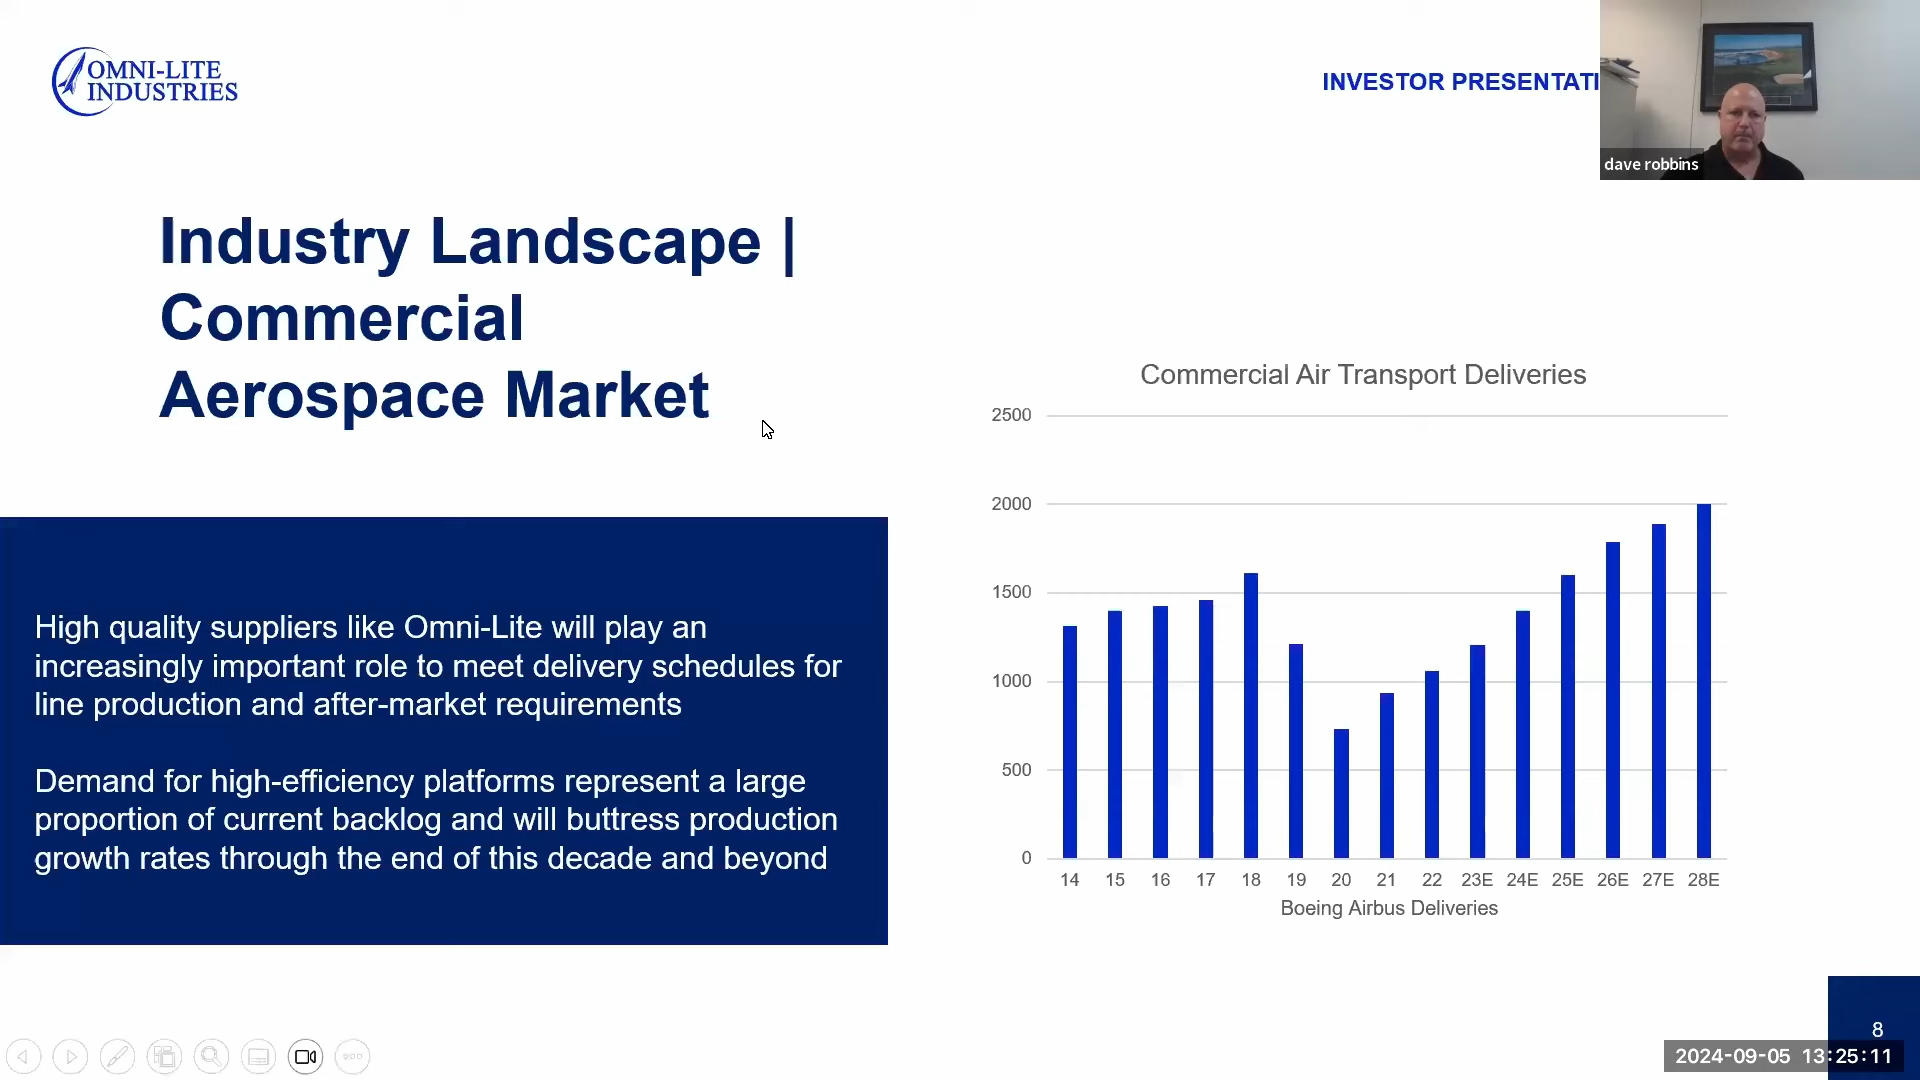 OMNI-LITE
INDUSTRIES
INVESTOR PRESENTATI
dave robbins
Industry Landscape |
Commercial
Aerospace Market
High quality suppliers like Omni-Lite will play an
increasingly important role to meet delivery schedules for
line production and after-market requirements
Demand for high-efficiency platforms represent a large
proportion of current backlog and will buttress production
growth rates through the end of this decade and beyond
Commercial Air Transport Deliveries
2500
2000
1500
1000
500
0
14 15 16 17 18 19 20 21 22 23E 24E 25E 26E 27E 28E
Boeing Airbus Deliveries
8
2024-09-05 13:25:11